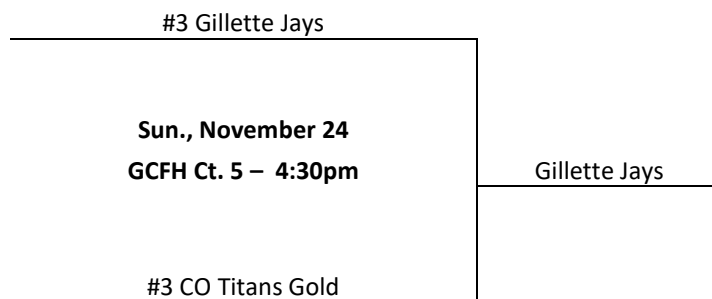 #3 Gillette Jays
Sun., November 24
GCFH Ct. 5 – 4:30pm
Gillette Jays
#3 CO Titans Gold